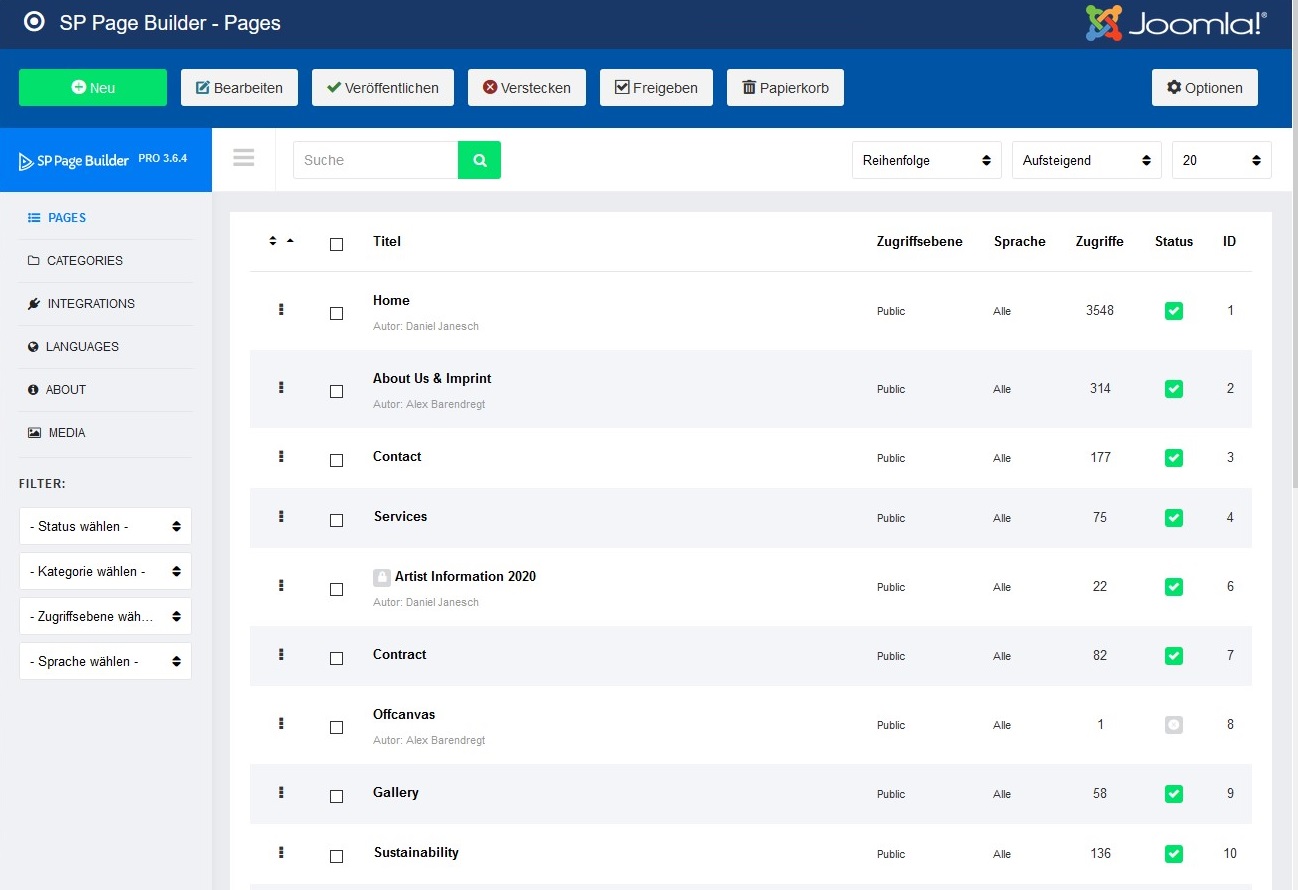 SP Page Builder - Pages
Joomla!®
Neu
Bearbeiten
Veröffentlichen
Verstecken
Freigeben
Papierkorb
Optionen
SP Page Builder PRO 3.6.4
Suche
Reihenfolge
Aufsteigend
20
PAGES
CATEGORIES
INTEGRATIONS
LANGUAGES
ABOUT
MEDIA
FILTER:
- Status wählen -
- Kategorie wählen -
- Zugriffsebene wäh...
- Sprache wählen -
Titel Zugriffsebene Sprache Zugriffe Status ID
Home
Autor: Daniel Janesch
Public Alle 3548 1
About Us & Imprint
Autor: Alex Barendregt
Public Alle 314 2
Contact Public Alle 177 3
Services Public Alle 75 4
Artist Information 2020
Autor: Daniel Janesch
Public Alle 22 6
Contract Public Alle 82 7
Offcanvas
Autor: Alex Barendregt
Public Alle 1 8
Gallery Public Alle 58 9
Sustainability Public Alle 136 10